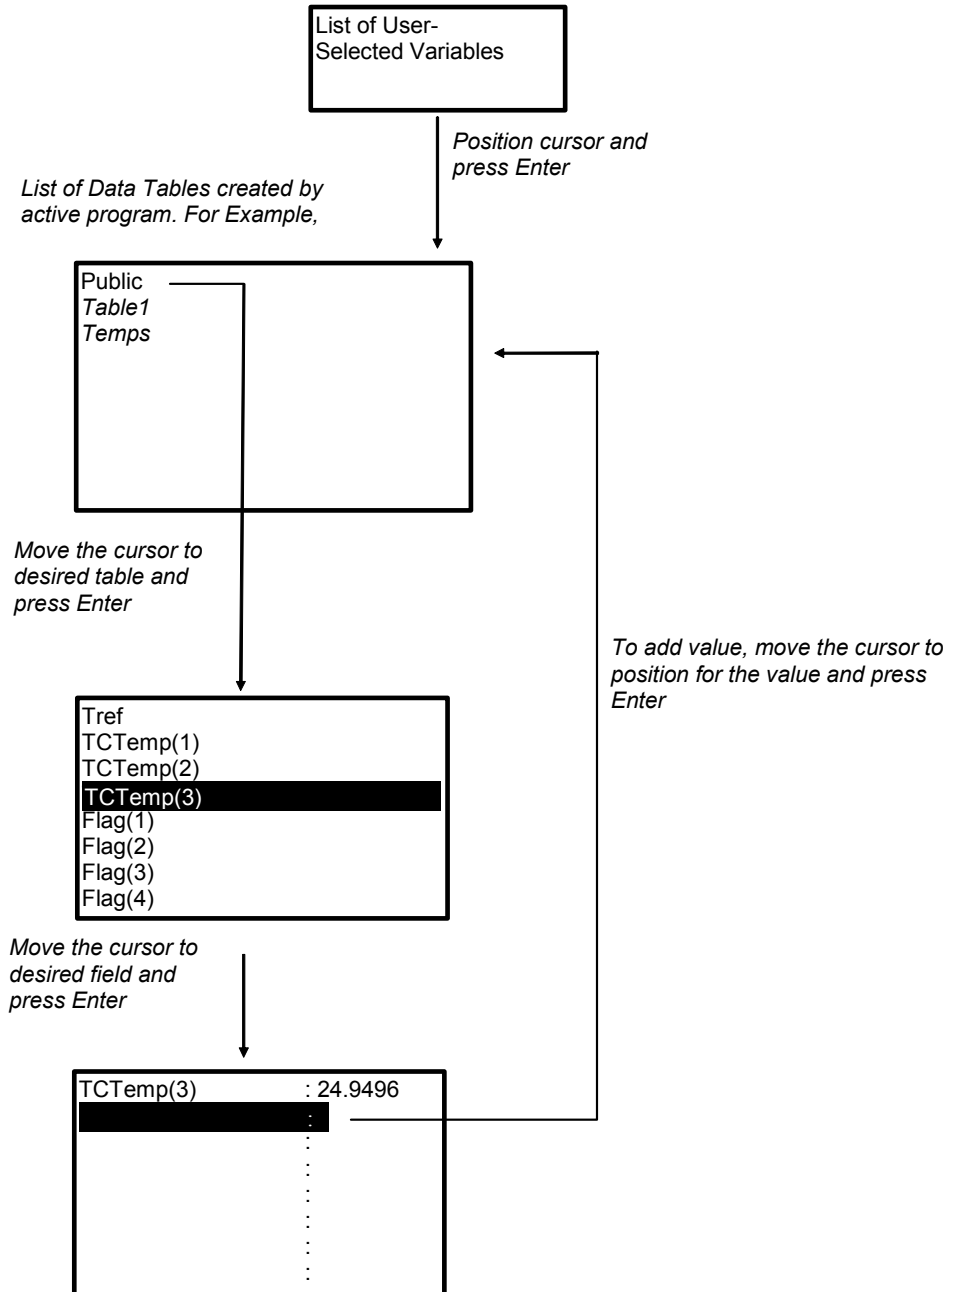 List of User-
Selected Variables
Position cursor and
press Enter
List of Data Tables created by
active program. For Example,
Public
Table1
Temps
Move the cursor to
desired table and
press Enter
To add value, move the cursor to
position for the value and press
Enter
Tref
TCTemp(1)
TCTemp(2)
TCTemp(3)
Flag(1)
Flag(2)
Flag(3)
Flag(4)
Move the cursor to
desired field and
press Enter
TCTemp(3) : 24.9496
:
:
:
:
:
:
: